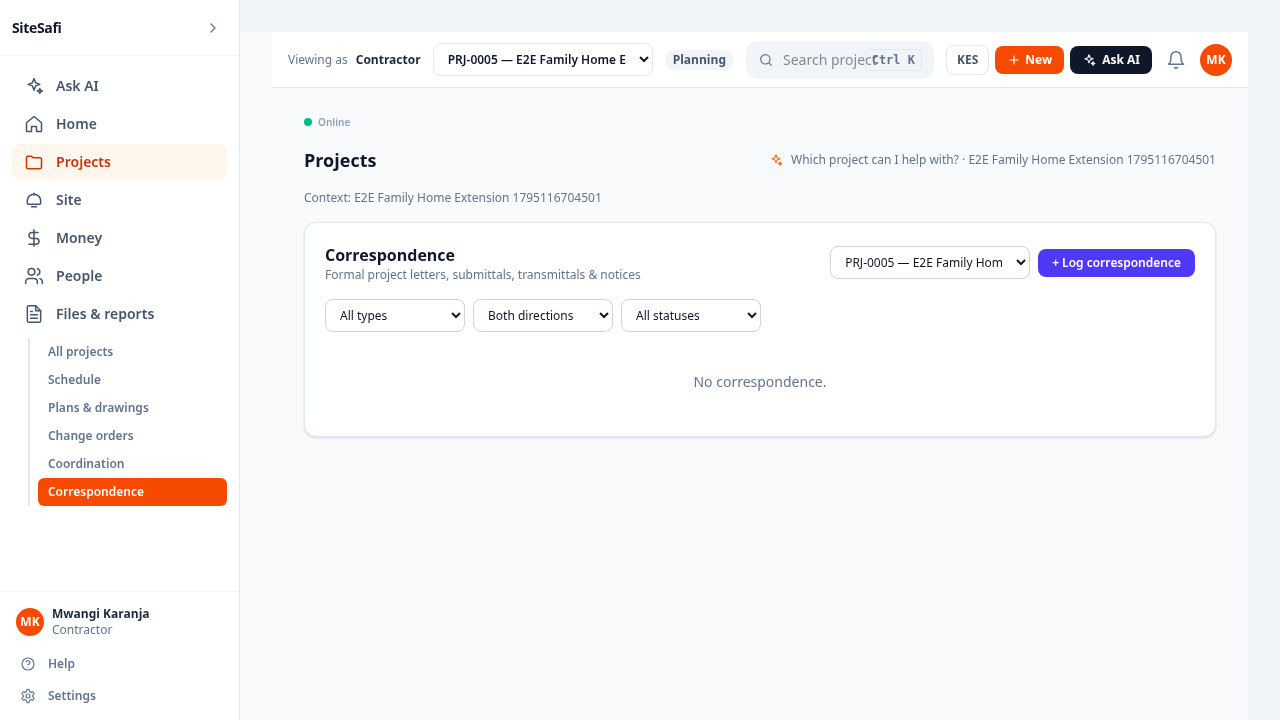 SiteSafi
Ask AI
Home
Projects
Site
Money
People
Files & reports
All projects
Schedule
Plans & drawings
Change orders
Coordination
Correspondence
MK
Mwangi Karanja
Contractor
Help
Settings
Viewing as Contractor
PRJ-0005 — E2E Family Home E
Planning
Search project
Ctrl K
KES
New
Ask AI
MK
Online
Projects
Which project can I help with? · E2E Family Home Extension 1795116704501
Context: E2E Family Home Extension 1795116704501
Correspondence
Formal project letters, submittals, transmittals & notices
PRJ-0005 — E2E Family Hom
+ Log correspondence
All types
Both directions
All statuses
No correspondence.